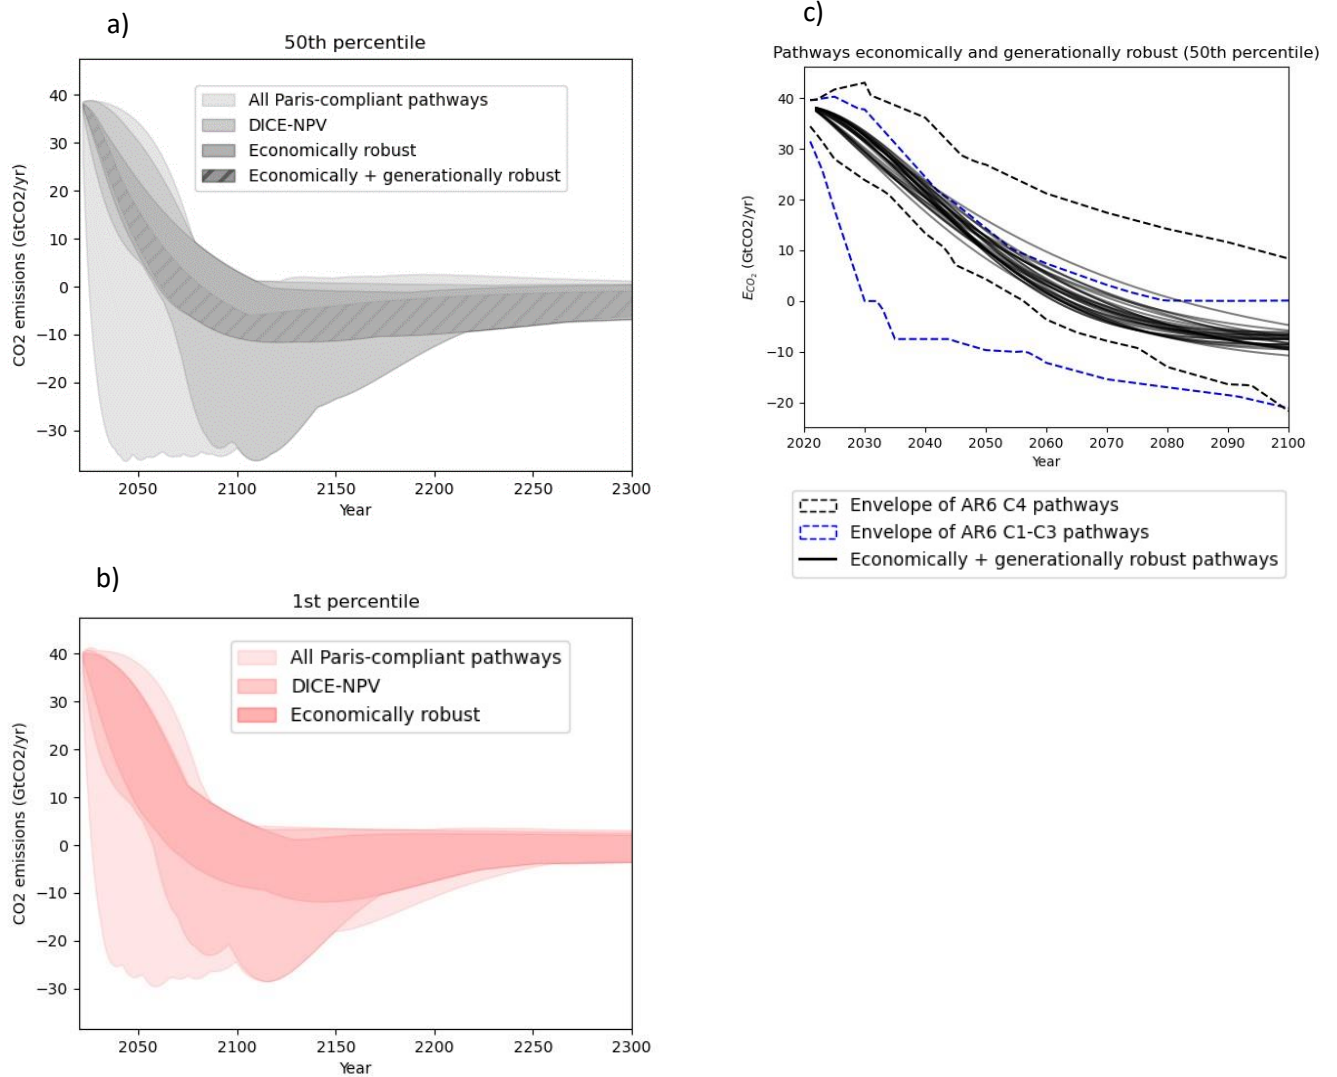 a)
50th percentile
All Paris-compliant pathways
DICE-NPV
Economically robust
Economically + generationally robust
CO2 emissions (GtCO2/yr)
40
30
20
10
0
−10
−20
−30
2050
2100
2150
2200
2250
2300
Year
b)
1st percentile
All Paris-compliant pathways
DICE-NPV
Economically robust
CO2 emissions (GtCO2/yr)
40
30
20
10
0
−10
−20
−30
2050
2100
2150
2200
2250
2300
Year
c)
Pathways economically and generationally robust (50th percentile)
E_CO₂ (GtCO2/yr)
40
30
20
10
0
−10
−20
2020
2030
2040
2050
2060
2070
2080
2090
2100
Year
Envelope of AR6 C4 pathways
Envelope of AR6 C1-C3 pathways
Economically + generationally robust pathways